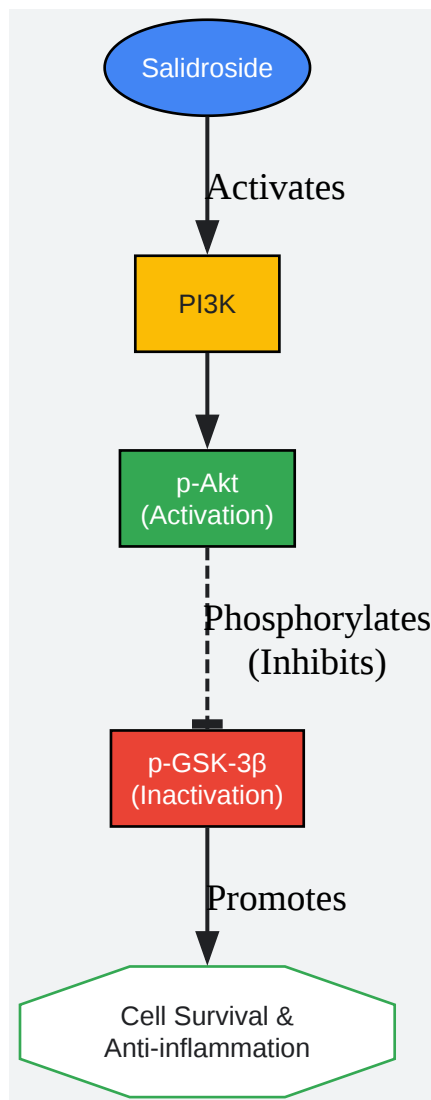 Salidroside
Activates
PI3K
p-Akt
(Activation)
Phosphorylates
(Inhibits)
p-GSK-3β
(Inactivation)
Promotes
Cell Survival &
Anti-inflammation